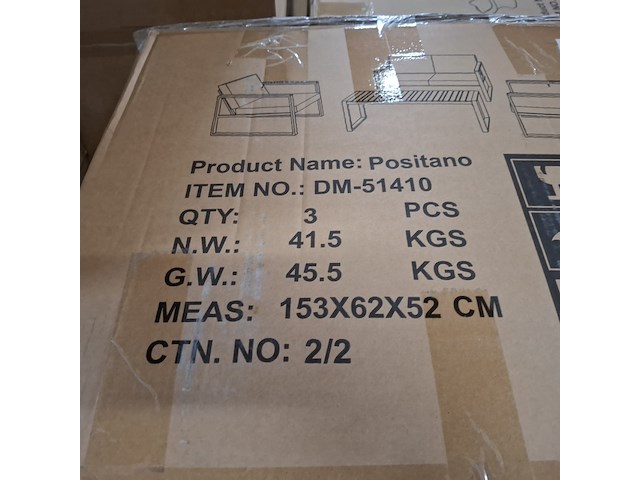 Product Name: Positano
ITEM NO.: DM-51410
QTY: 3 PCS
N.W.: 41.5 KGS
G.W.: 45.5 KGS
MEAS: 153X62X52 CM
CTN. NO: 2/2